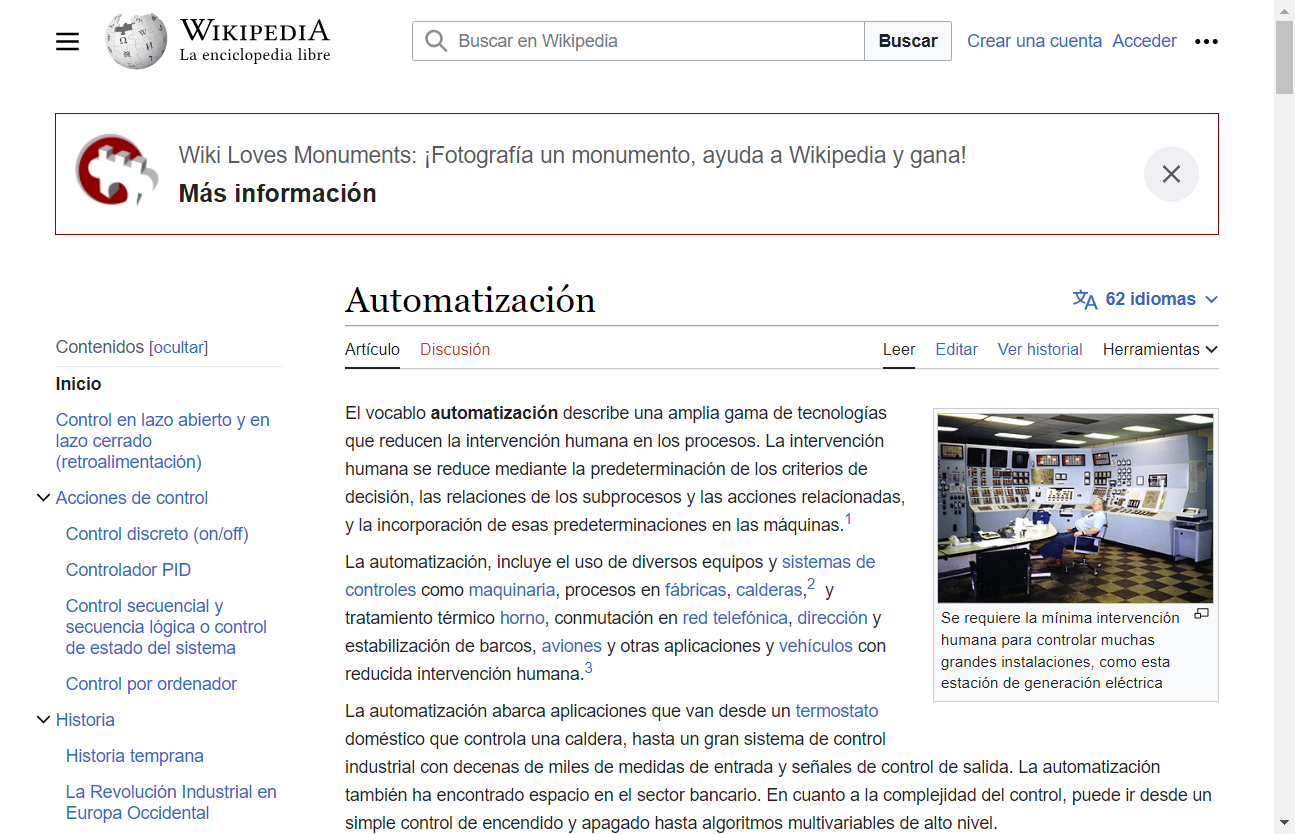 WIKIPEDIA
La enciclopedia libre
Buscar en Wikipedia
Buscar
Crear una cuenta
Acceder
Wiki Loves Monuments: ¡Fotografía un monumento, ayuda a Wikipedia y gana!
Más información
Automatización
62 idiomas
Contenidos [ocultar]
Inicio
Control en lazo abierto y en
lazo cerrado
(retroalimentación)
Acciones de control
Control discreto (on/off)
Controlador PID
Control secuencial y
secuencia lógica o control
de estado del sistema
Control por ordenador
Historia
Historia temprana
La Revolución Industrial en
Europa Occidental
Artículo
Discusión
Leer
Editar
Ver historial
Herramientas
El vocablo automatización describe una amplia gama de tecnologías
que reducen la intervención humana en los procesos. La intervención
humana se reduce mediante la predeterminación de los criterios de
decisión, las relaciones de los subprocesos y las acciones relacionadas,
y la incorporación de esas predeterminaciones en las máquinas.1
La automatización, incluye el uso de diversos equipos y sistemas de
controles como maquinaria, procesos en fábricas, calderas,2 y
tratamiento térmico horno, conmutación en red telefónica, dirección y
estabilización de barcos, aviones y otras aplicaciones y vehículos con
reducida intervención humana.3
Se requiere la mínima intervención
humana para controlar muchas
grandes instalaciones, como esta
estación de generación eléctrica
La automatización abarca aplicaciones que van desde un termostato
doméstico que controla una caldera, hasta un gran sistema de control
industrial con decenas de miles de medidas de entrada y señales de control de salida. La automatización
también ha encontrado espacio en el sector bancario. En cuanto a la complejidad del control, puede ir desde un
simple control de encendido y apagado hasta algoritmos multivariables de alto nivel.